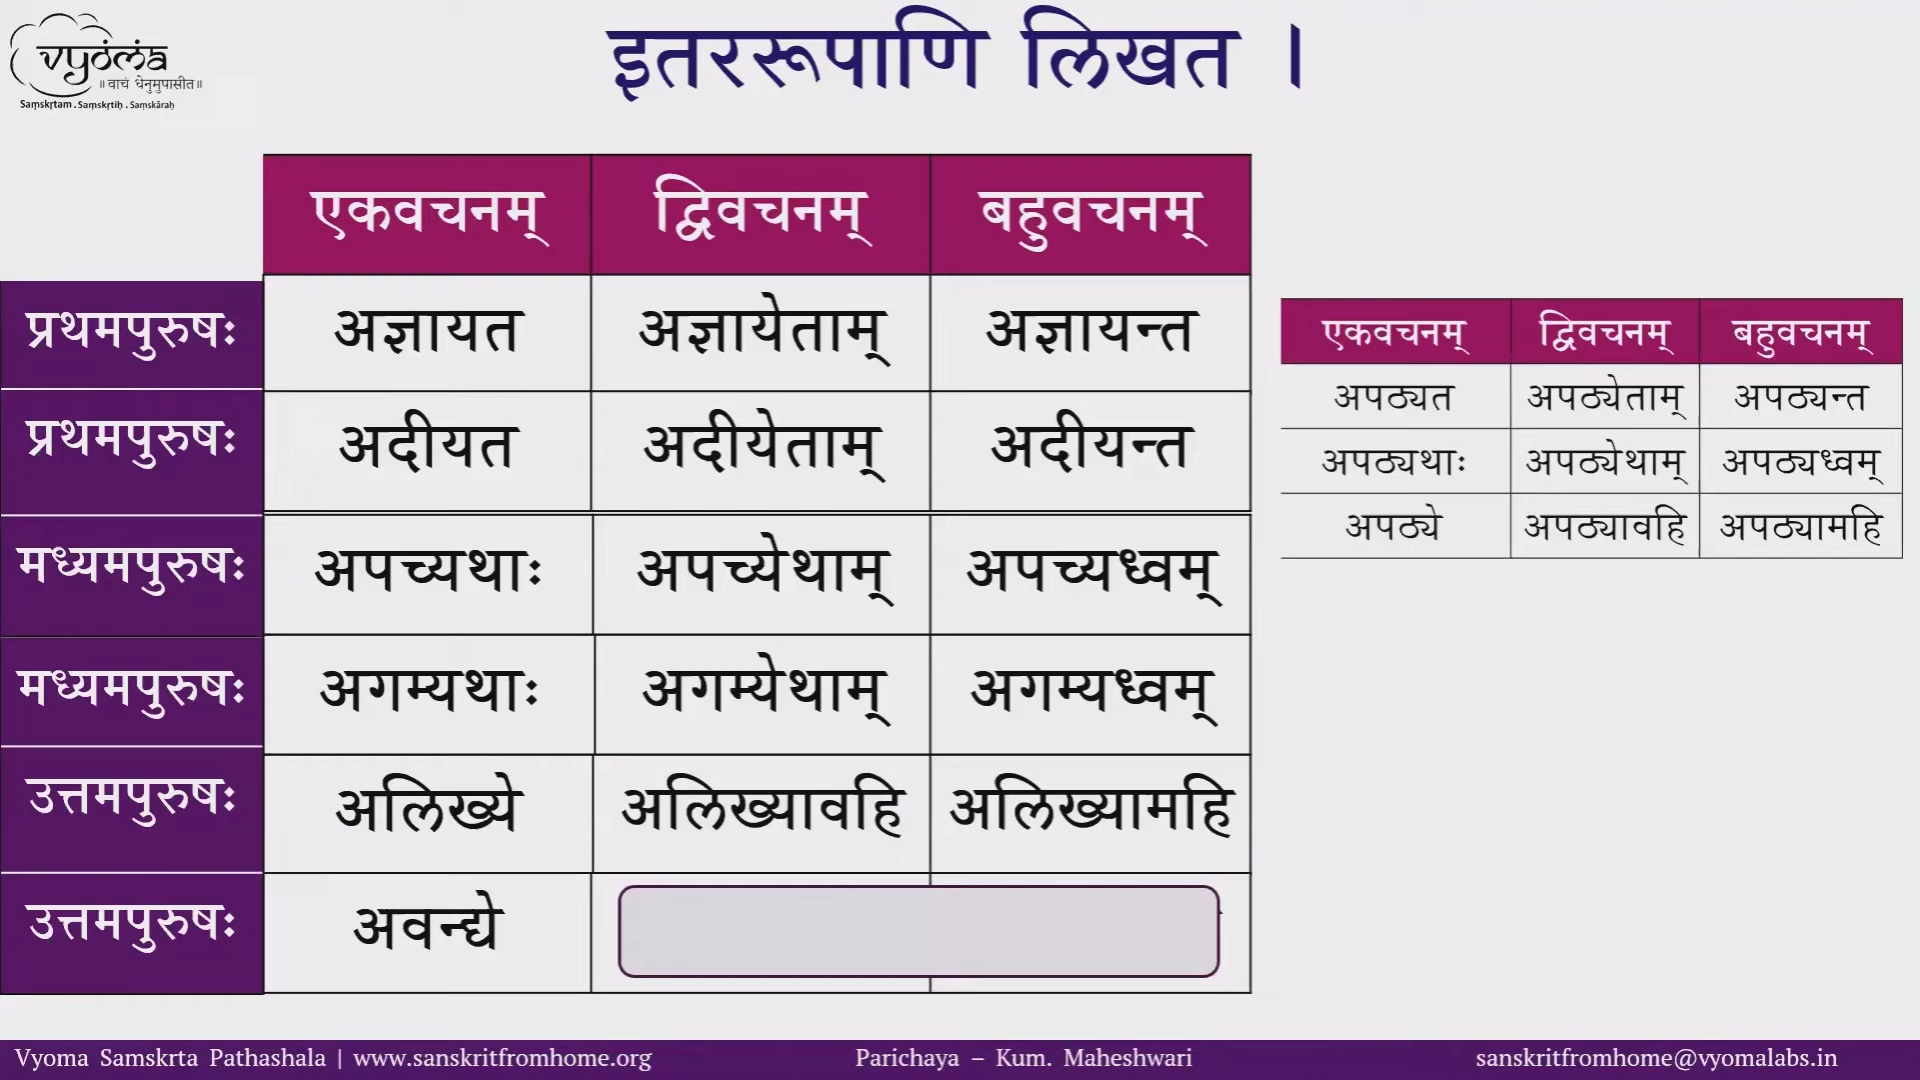 vyoma
॥ वाचं धेनुमुपासीत॥
Saṃskṛtam . Saṃskṛtiḥ . Saṃskāraḥ
इतररूपाणि लिखत ।
एकवचनम् द्विवचनम् बहुवचनम्
प्रथमपुरुषः अज्ञायत अज्ञायेताम् अज्ञायन्त
प्रथमपुरुषः अदीयत अदीयेताम् अदीयन्त
मध्यमपुरुषः अपच्यथाः अपच्येथाम् अपच्यध्वम्
मध्यमपुरुषः अगम्यथाः अगम्येथाम् अगम्यध्वम्
उत्तमपुरुषः अलिख्ये अलिख्यावहि अलिख्यामहि
उत्तमपुरुषः अवन्द्ये
एकवचनम् द्विवचनम् बहुवचनम्
अपठ्यत अपठ्येताम् अपठ्यन्त
अपठ्यथाः अपठ्येथाम् अपठ्यध्वम्
अपठ्ये अपठ्यावहि अपठ्यामहि
Vyoma Samskrta Pathashala | www.sanskritfromhome.org Parichaya – Kum. Maheshwari sanskritfromhome@vyomalabs.in